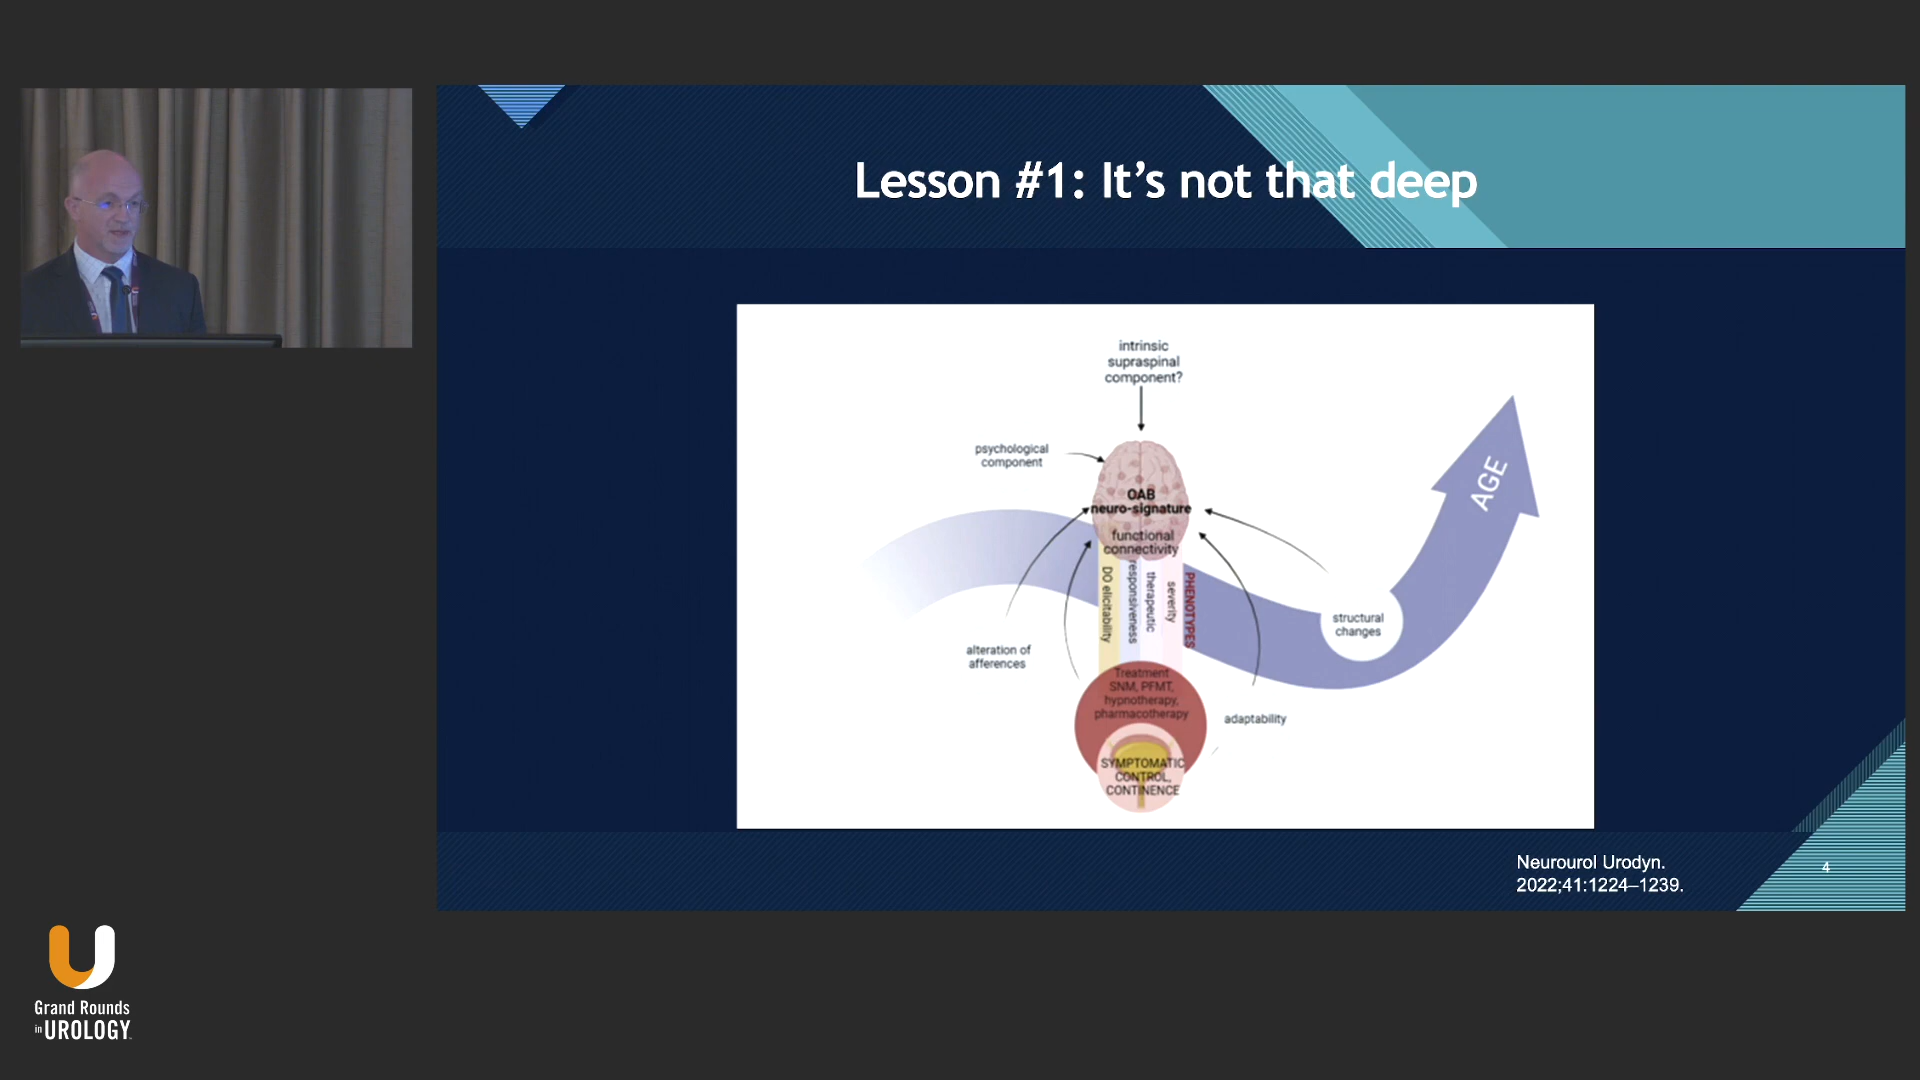 Lesson #1: It's not that deep
intrinsic
supraspinal
component?
psychological
component
OAB
neuro-signature
functional
connectivity
DO elicitability
responsiveness
therapeutic
severity
PHENOTYPES
AGE
structural
changes
alteration of
afferences
Treatment
SNM, PFMT,
hypnotherapy,
pharmacotherapy
adaptability
SYMPTOMATIC
CONTROL,
CONTINENCE
Neurourol Urodyn.
2022;41:1224–1239.
4
U
Grand Rounds
in UROLOGY